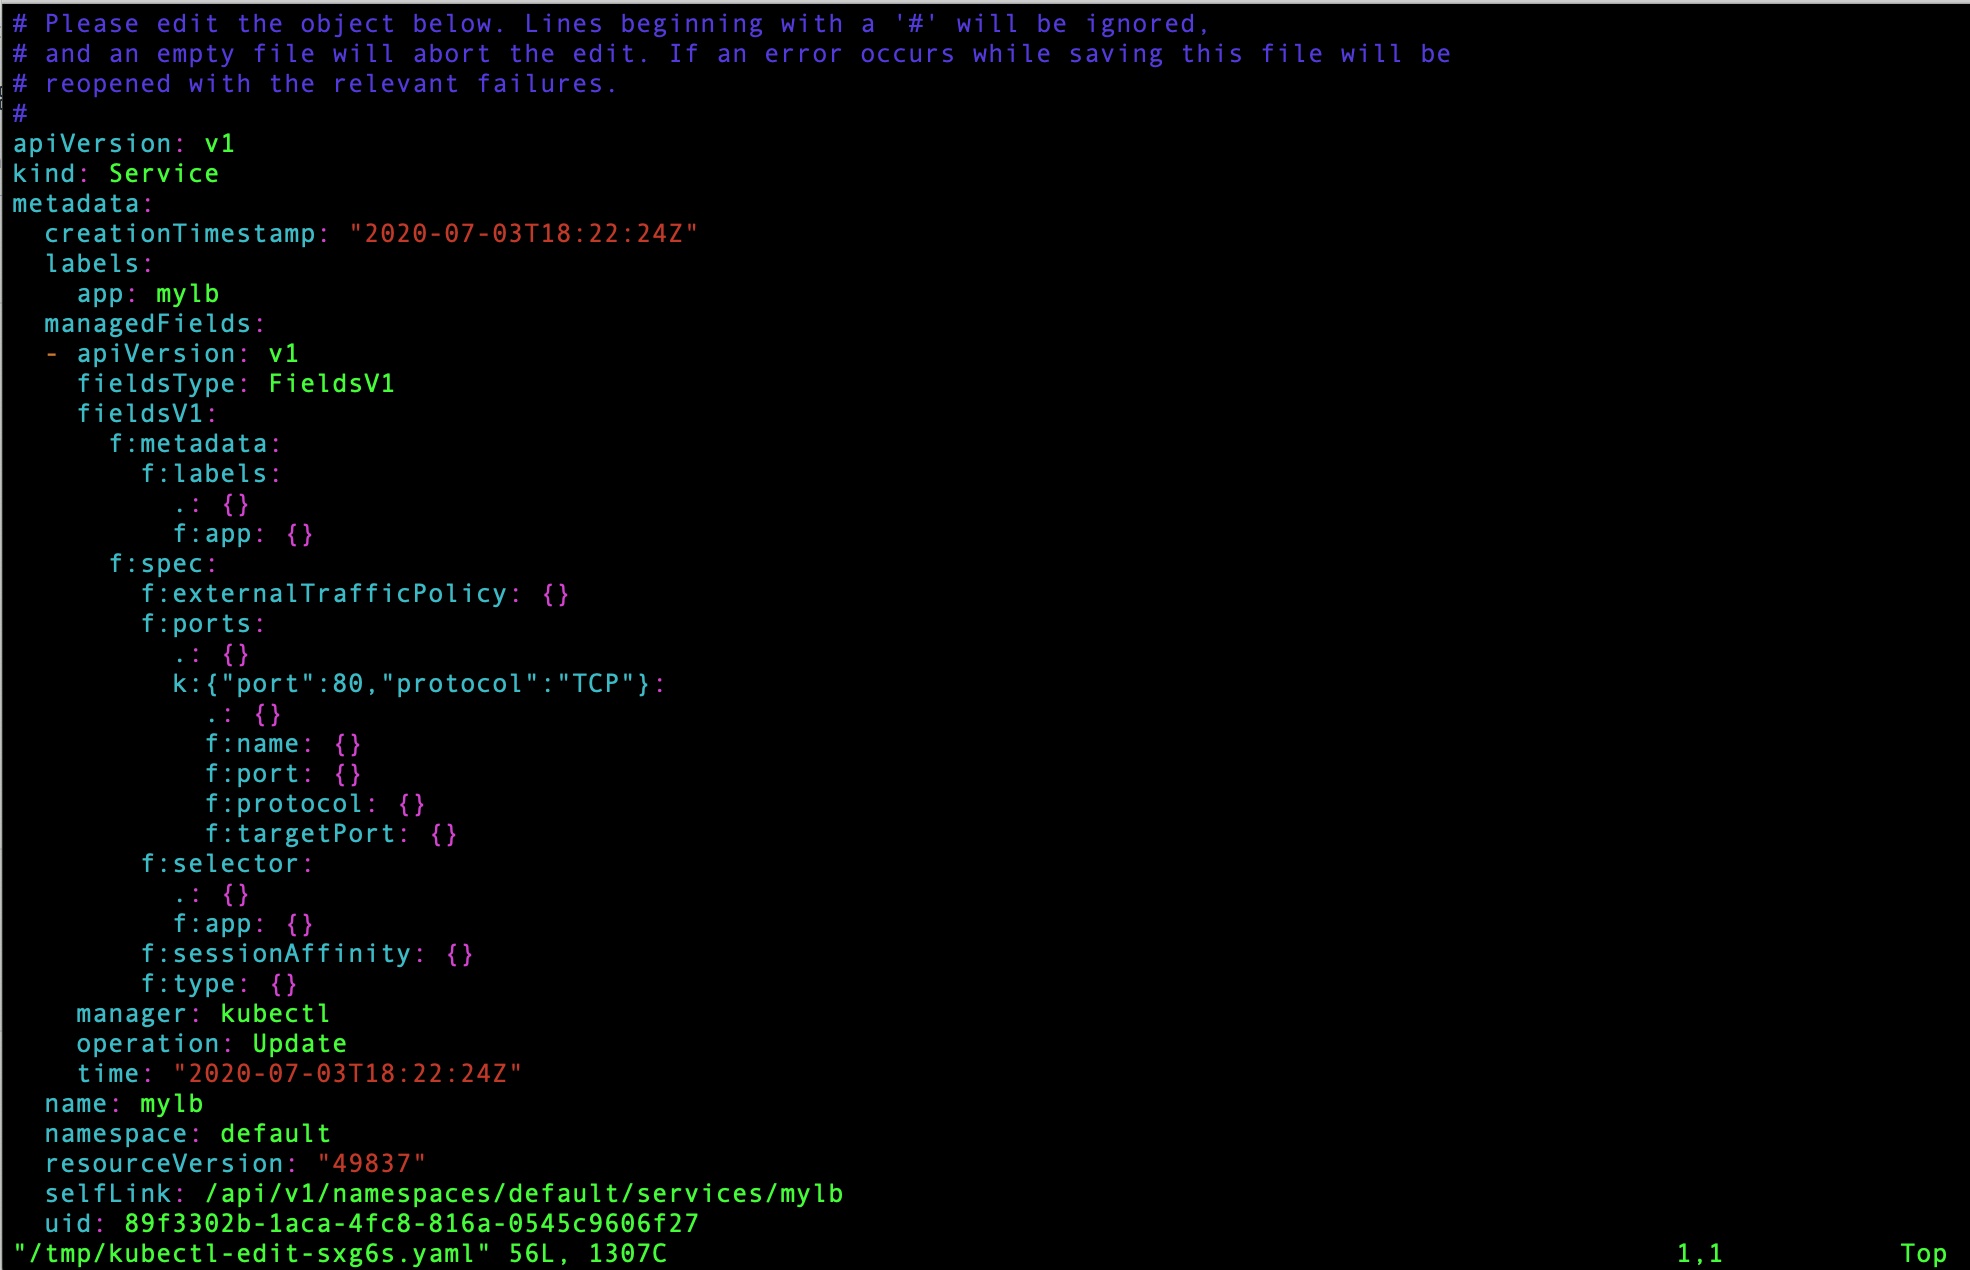 # Please edit the object below. Lines beginning with a '#' will be ignored,
# and an empty file will abort the edit. If an error occurs while saving this file will be
# reopened with the relevant failures.
#
apiVersion: v1
kind: Service
metadata:
  creationTimestamp: "2020-07-03T18:22:24Z"
  labels:
    app: mylb
  managedFields:
  - apiVersion: v1
    fieldsType: FieldsV1
    fieldsV1:
      f:metadata:
        f:labels:
          .: {}
          f:app: {}
      f:spec:
        f:externalTrafficPolicy: {}
        f:ports:
          .: {}
          k:{"port":80,"protocol":"TCP"}:
            .: {}
            f:name: {}
            f:port: {}
            f:protocol: {}
            f:targetPort: {}
        f:selector:
          .: {}
          f:app: {}
        f:sessionAffinity: {}
        f:type: {}
    manager: kubectl
    operation: Update
    time: "2020-07-03T18:22:24Z"
  name: mylb
  namespace: default
  resourceVersion: "49837"
  selfLink: /api/v1/namespaces/default/services/mylb
  uid: 89f3302b-1aca-4fc8-816a-0545c9606f27
"/tmp/kubectl-edit-sxg6s.yaml" 56L, 1307C 1,1 Top